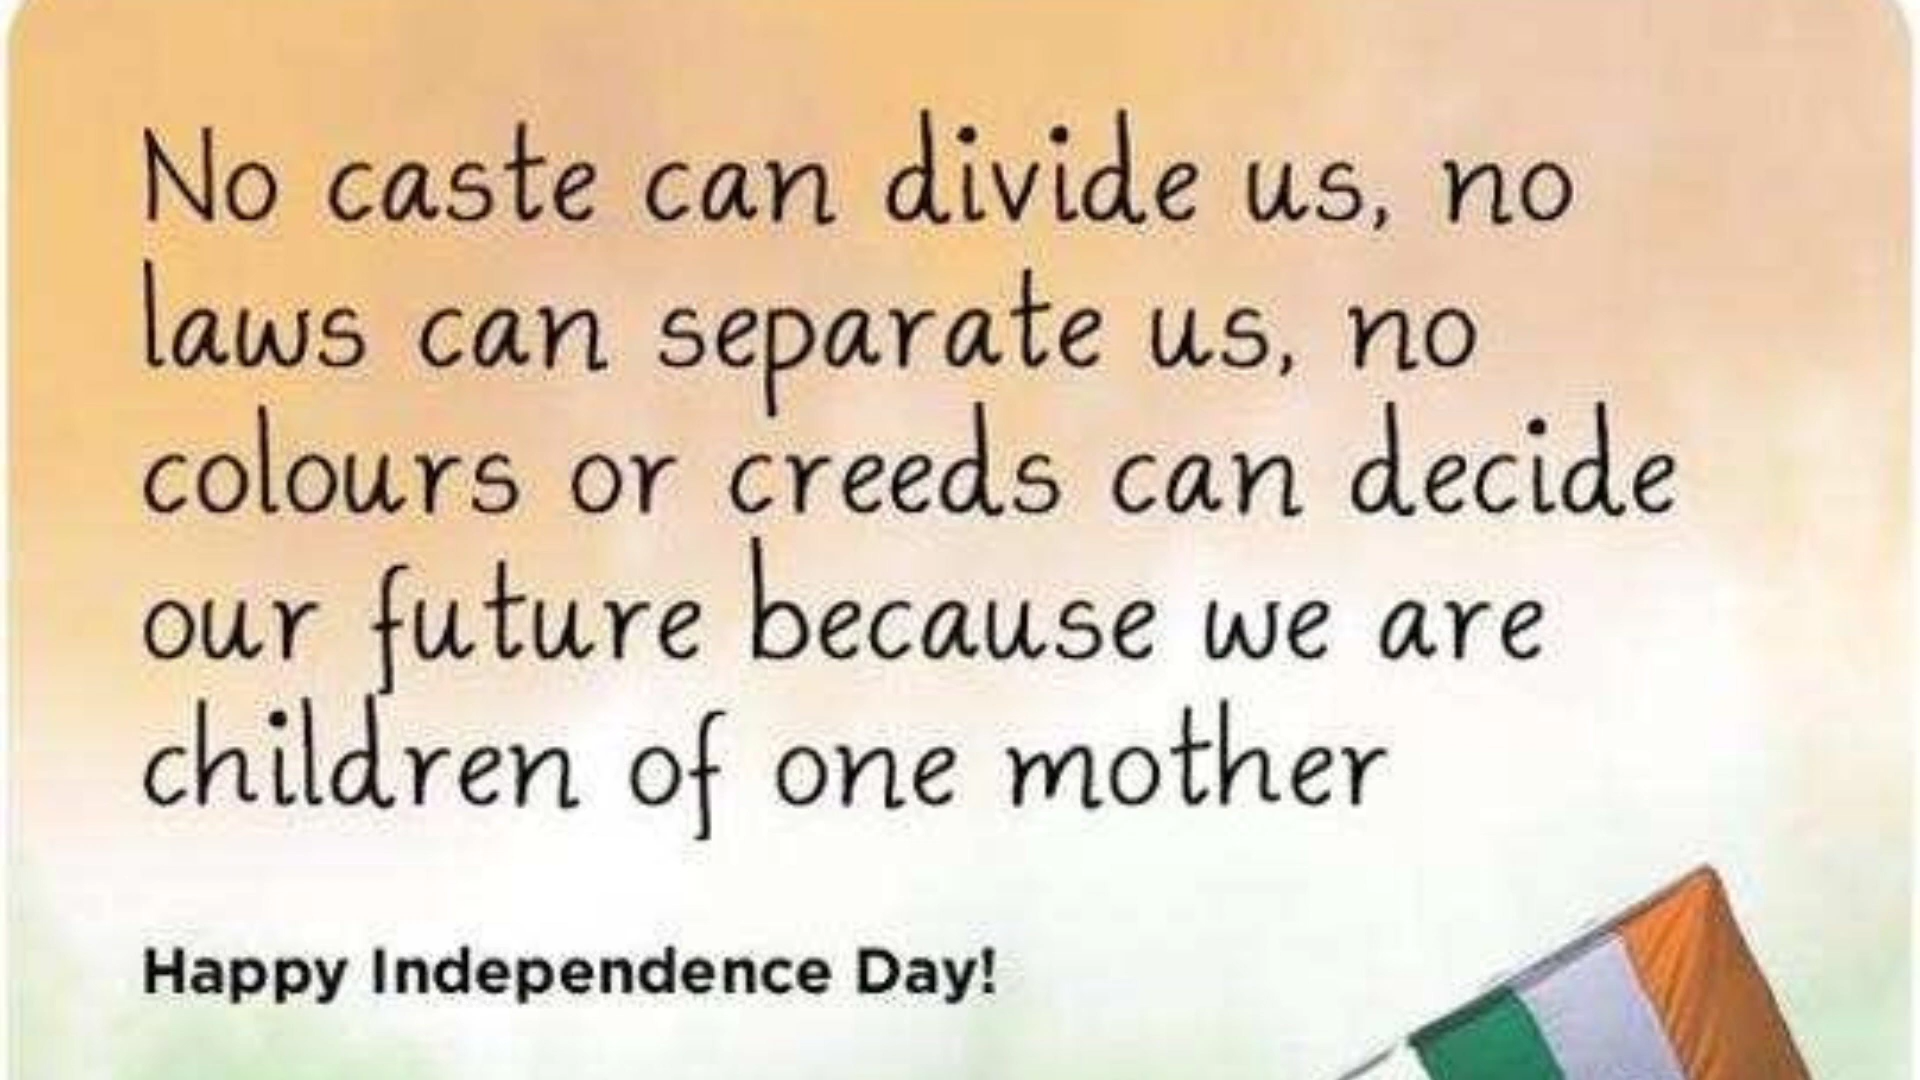 No caste can divide us, no
laws can separate us, no
colours or creeds can decide
our future because we are
children of one mother
Happy Independence Day!